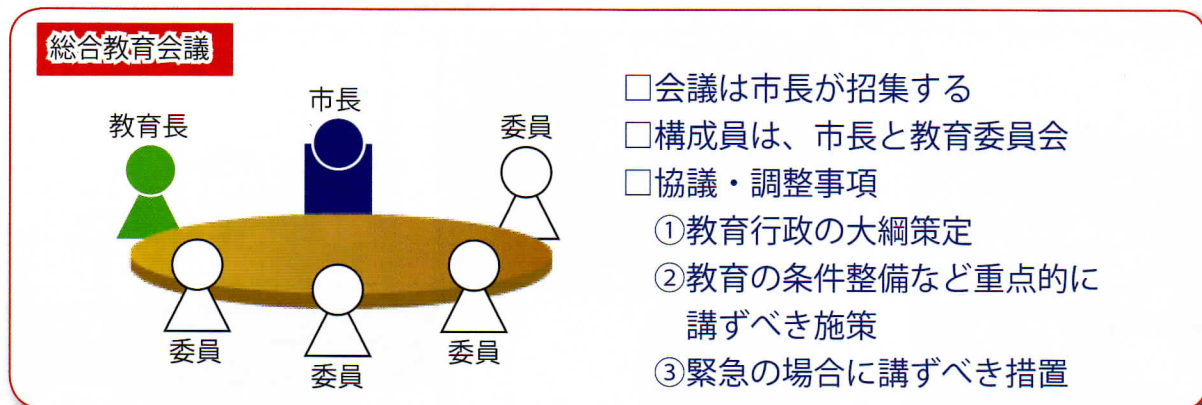 総合教育会議
市長
教育長
委員
委員
委員
委員
□会議は市長が招集する
□構成員は、市長と教育委員会
□協議・調整事項
①教育行政の大綱策定
②教育の条件整備など重点的に
講ずべき施策
③緊急の場合に講ずべき措置